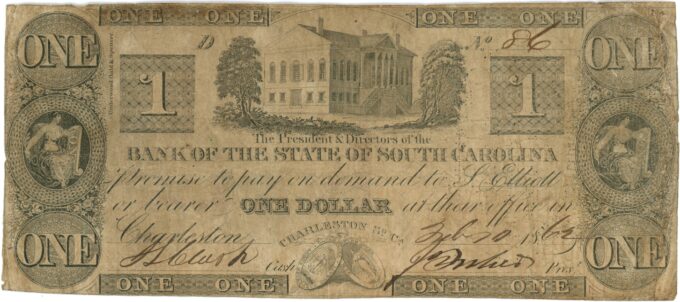 ONE ONE ONE ONE
ONE ONE
D No 86
1 1
The President & Directors of the
BANK OF THE STATE OF SOUTH CAROLINA
Promise to pay on demand to S. Elliott
or bearer ONE DOLLAR at their office in
Charleston Feb 10 1862
CHARLESTON So. Ca.
Cash Pres
ONE ONE
ONE ONE ONE ONE